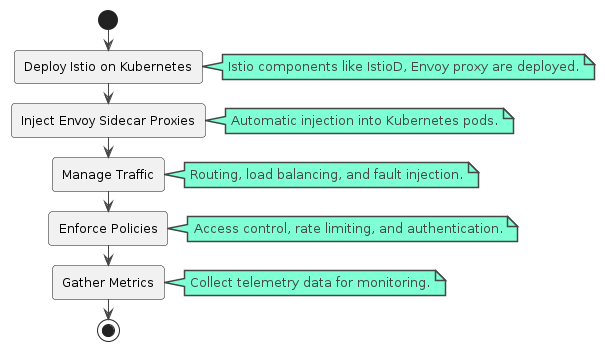 Deploy Istio on Kubernetes
Istio components like IstioD, Envoy proxy are deployed.
Inject Envoy Sidecar Proxies
Automatic injection into Kubernetes pods.
Manage Traffic
Routing, load balancing, and fault injection.
Enforce Policies
Access control, rate limiting, and authentication.
Gather Metrics
Collect telemetry data for monitoring.